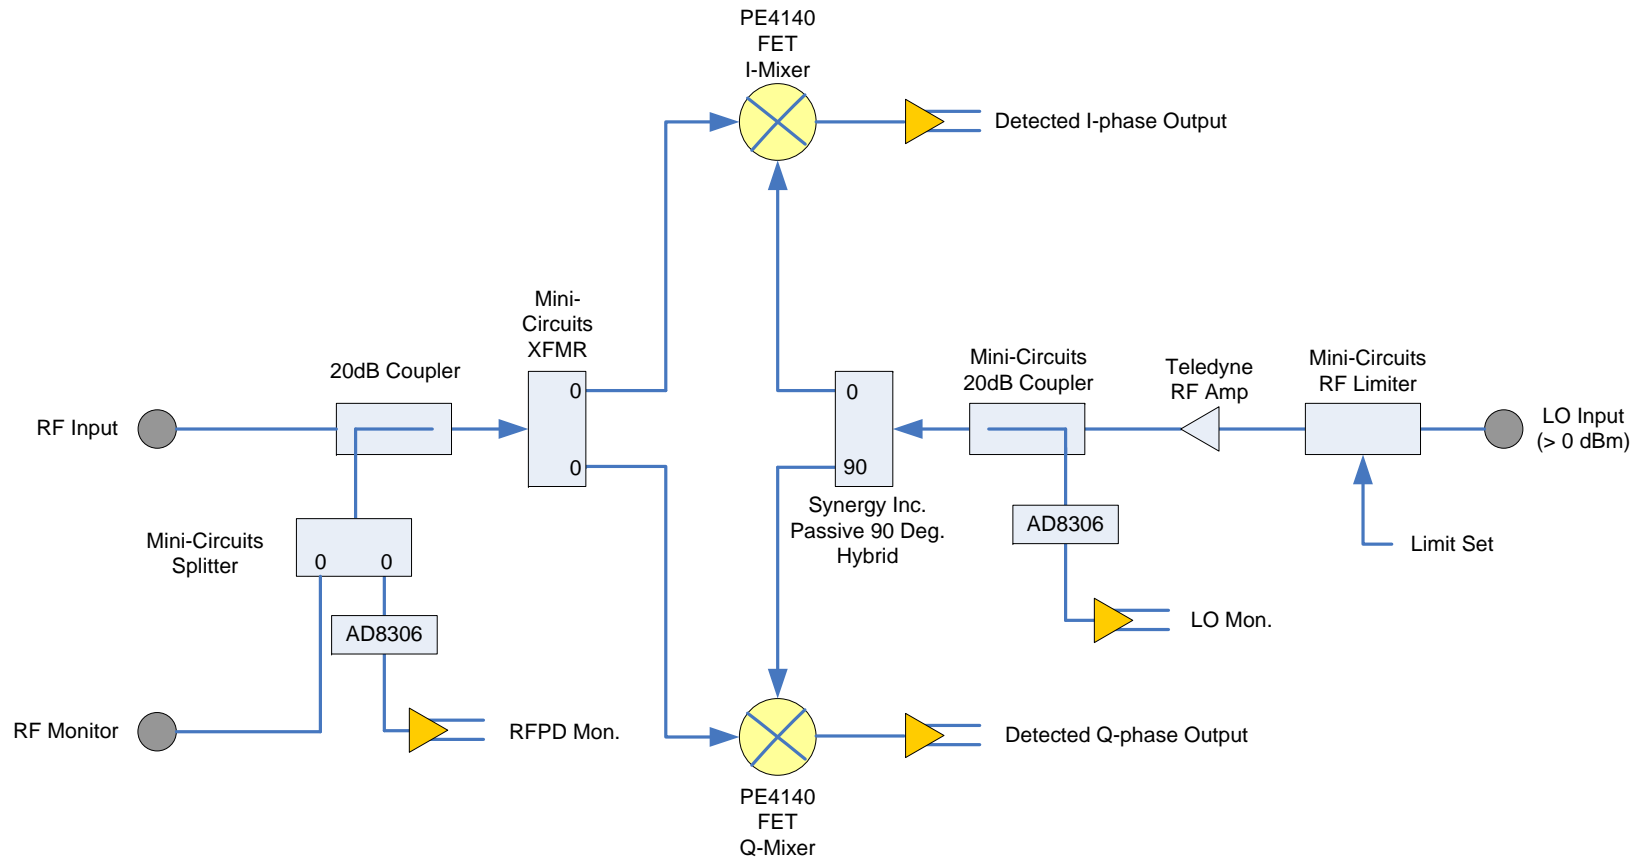 PE4140
FET
I-Mixer
Detected I-phase Output
Mini-
Circuits
XFMR
0
0
20dB Coupler
RF Input
Mini-Circuits
Splitter
0
0
AD8306
RF Monitor
RFPD Mon.
0
90
Synergy Inc.
Passive 90 Deg.
Hybrid
Mini-Circuits
20dB Coupler
Teledyne
RF Amp
Mini-Circuits
RF Limiter
LO Input
(> 0 dBm)
AD8306
Limit Set
LO Mon.
Detected Q-phase Output
PE4140
FET
Q-Mixer